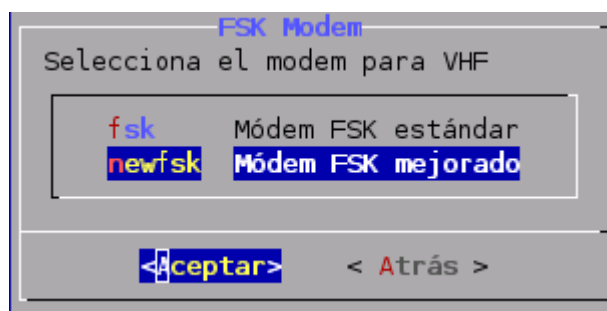 FSK Modem
Selecciona el modem para VHF
fsk Módem FSK estándar
newfsk Módem FSK mejorado
<Aceptar> < Atrás >